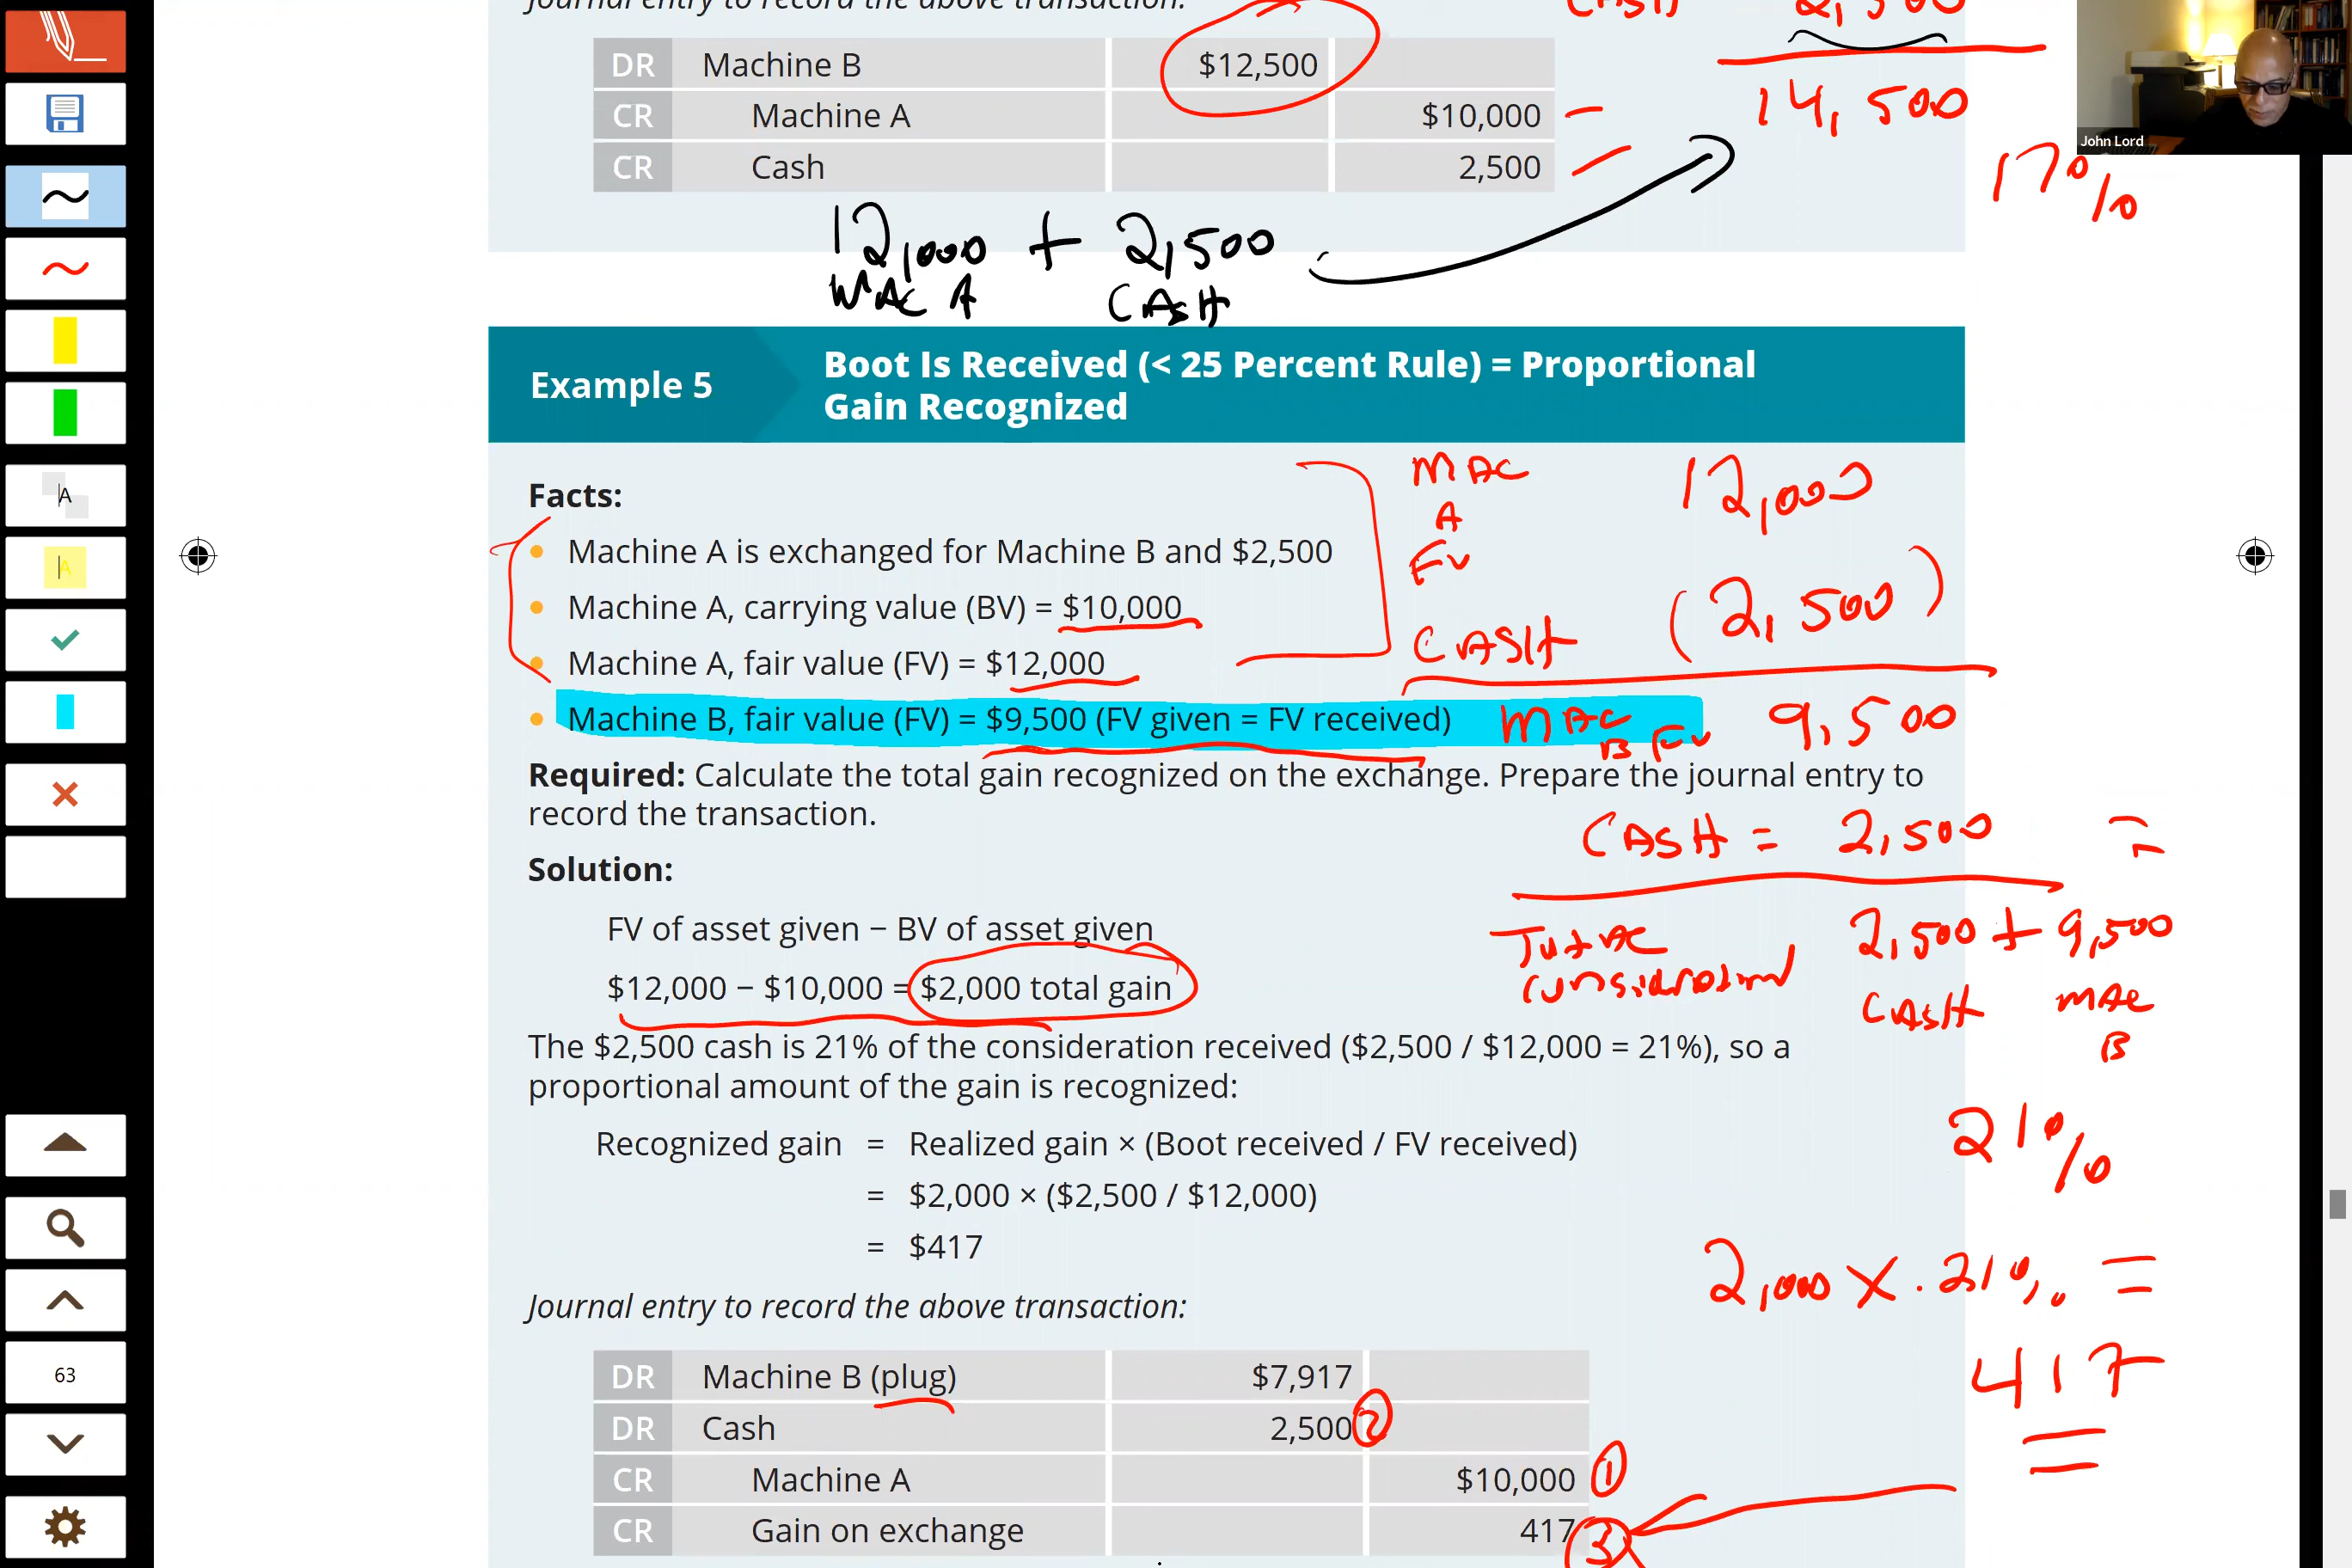 Journal entry to record the above transaction:
CASH 2,500
DR Machine B $12,500
CR Machine A $10,000
CR Cash 2,500
14,500
John Lord
17%
12,000 + 2,500
MAC A CASH
Example 5
Boot Is Received (< 25 Percent Rule) = Proportional
Gain Recognized
Facts:
MAC 12,000
A
FV
• Machine A is exchanged for Machine B and $2,500
• Machine A, carrying value (BV) = $10,000
CASH (2,500)
• Machine A, fair value (FV) = $12,000
• Machine B, fair value (FV) = $9,500 (FV given = FV received)
MAC B FV 9,500
Required: Calculate the total gain recognized on the exchange. Prepare the journal entry to
record the transaction.
CASH = 2,500 =
Solution:
FV of asset given − BV of asset given
2,500 + 9,500
CASH MAC
B
$12,000 − $10,000 = $2,000 total gain
The $2,500 cash is 21% of the consideration received ($2,500 / $12,000 = 21%), so a
proportional amount of the gain is recognized:
21%
Recognized gain = Realized gain × (Boot received / FV received)
= $2,000 × ($2,500 / $12,000)
= $417
2,000 X .21% =
417
Journal entry to record the above transaction:
DR Machine B (plug) $7,917
DR Cash 2,500 2
CR Machine A $10,000 1
CR Gain on exchange 417 3
A
A
63